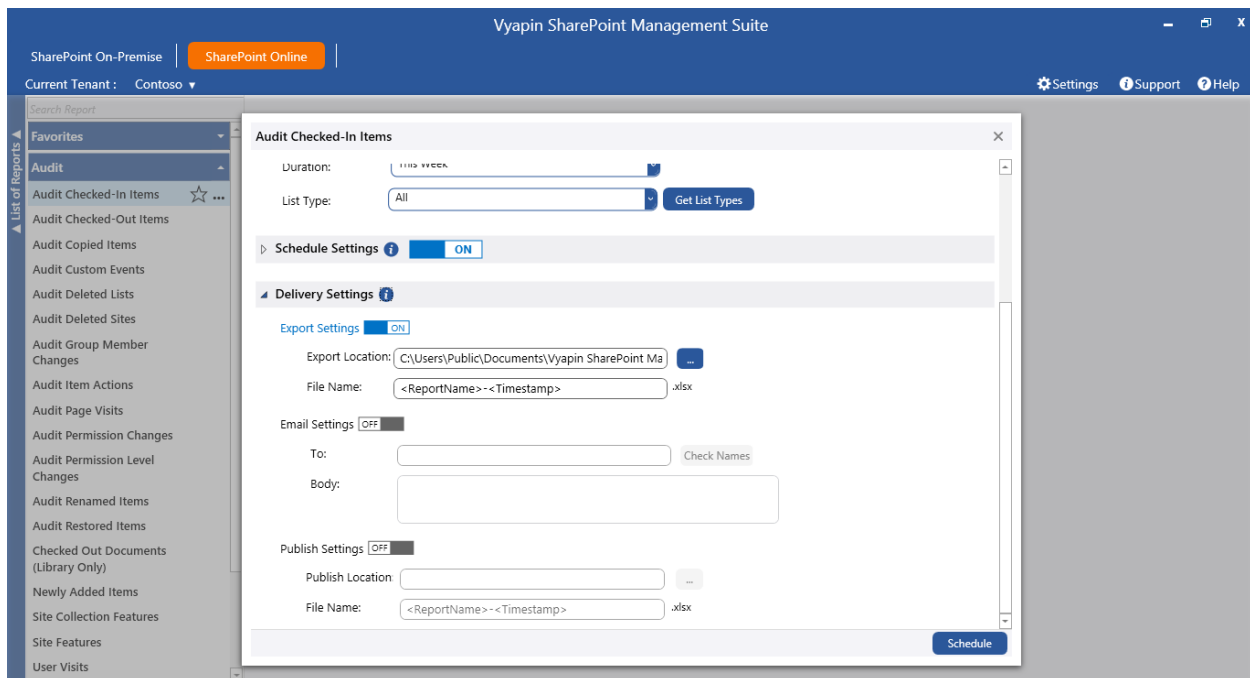 Vyapin SharePoint Management Suite
X
SharePoint On-Premise
SharePoint Online
Current Tenant : Contoso
Settings
Support
Help
List of Reports
Search Report
Favorites
Audit
Audit Checked-In Items
...
Audit Checked-Out Items
Audit Copied Items
Audit Custom Events
Audit Deleted Lists
Audit Deleted Sites
Audit Group Member
Changes
Audit Item Actions
Audit Page Visits
Audit Permission Changes
Audit Permission Level
Changes
Audit Renamed Items
Audit Restored Items
Checked Out Documents
(Library Only)
Newly Added Items
Site Collection Features
Site Features
User Visits
Audit Checked-In Items
Duration: This Week
List Type: All Get List Types
Schedule Settings ON
Delivery Settings
Export Settings ON
Export Location: C:\Users\Public\Documents\Vyapin SharePoint Ma ...
File Name: <ReportName>-<Timestamp> .xlsx
Email Settings OFF
To: Check Names
Body:
Publish Settings OFF
Publish Location: ...
File Name: <ReportName>-<Timestamp> .xlsx
Schedule